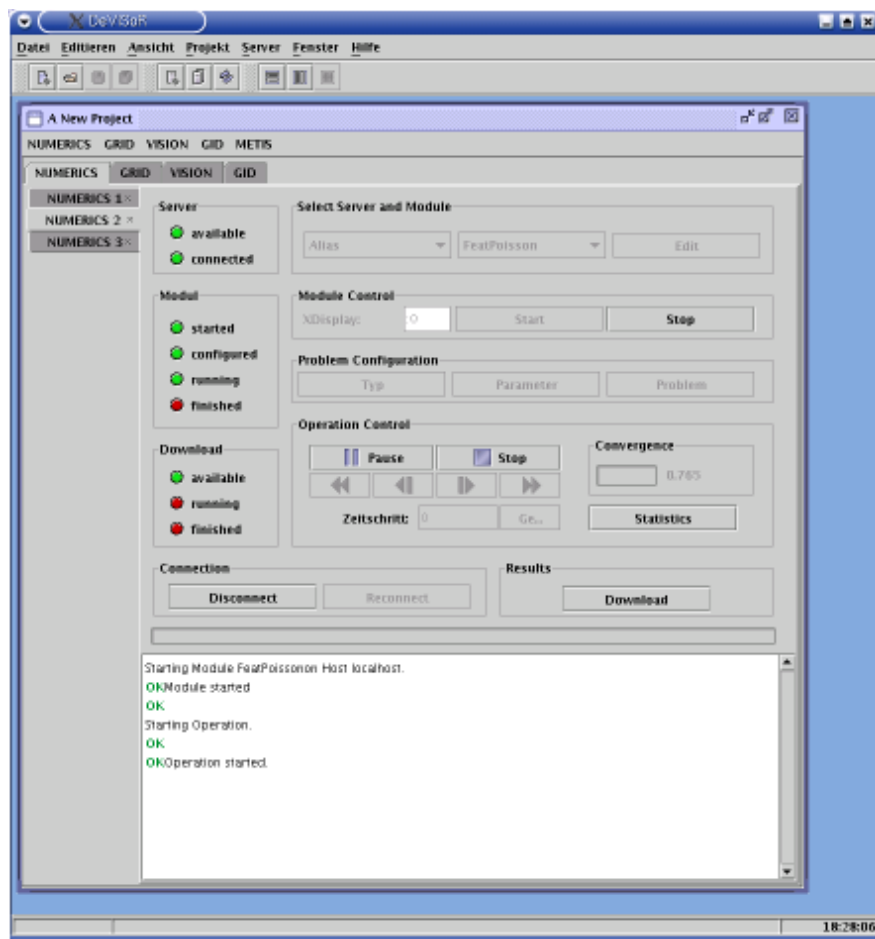 DeViSoR
Datei Editieren Ansicht Projekt Server Fenster Hilfe
A New Project
NUMERICS GRID VISION GID METIS
NUMERICS GRID VISION GID
NUMERICS 1
NUMERICS 2
NUMERICS 3
Server
available
connected
Select Server and Module
Alias FeatPoisson Edit
Modul
started
configured
running
finished
Module Control
XDisplay: :0 Start Stop
Problem Configuration
Typ Parameter Problem
Operation Control
Pause Stop
Zeitschritt: 0 Ge...
Convergence
0.765
Statistics
Download
available
running
finished
Connection
Disconnect Reconnect
Results
Download
Starting Module FeatPoissonon Host localhost.
OKModule started
OK
Starting Operation.
OK
OKOperation started.
18:28:06